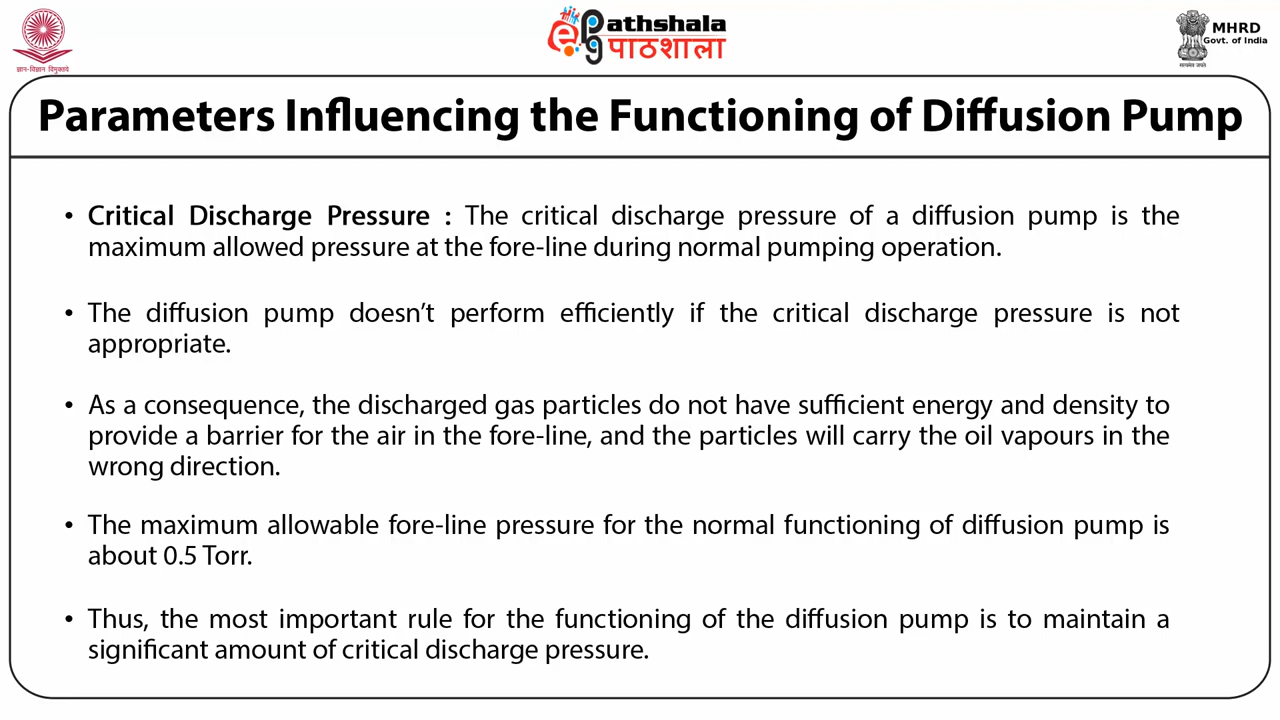 ज्ञान-विज्ञान विमुक्तये
ePg athshala
पाठशाला
MHRD
Govt. of India
सत्यमेव जयते
Parameters Influencing the Functioning of Diffusion Pump
• Critical Discharge Pressure : The critical discharge pressure of a diffusion pump is the
maximum allowed pressure at the fore-line during normal pumping operation.
• The diffusion pump doesn’t perform efficiently if the critical discharge pressure is not
appropriate.
• As a consequence, the discharged gas particles do not have sufficient energy and density to
provide a barrier for the air in the fore-line, and the particles will carry the oil vapours in the
wrong direction.
• The maximum allowable fore-line pressure for the normal functioning of diffusion pump is
about 0.5 Torr.
• Thus, the most important rule for the functioning of the diffusion pump is to maintain a
significant amount of critical discharge pressure.